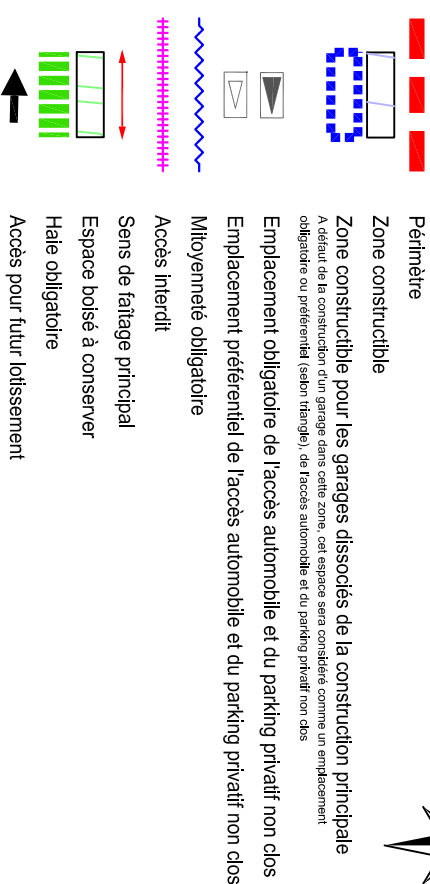 Périmètre
Zone constructible
Zone constructible pour les garages dissociés de la construction principale
A défaut de la construction d'un garage dans cette zone, cet espace sera considéré comme un emplacement
obligatoire ou préférentiel (selon triangle), de l'accès automobile et du parking privatif non clos
Emplacement obligatoire de l'accès automobile et du parking privatif non clos
Emplacement préférentiel de l'accès automobile et du parking privatif non clos
Mitoyenneté obligatoire
Accès interdit
Sens de faîtage principal
Espace boisé à conserver
Haie obligatoire
Accès pour futur lotissement